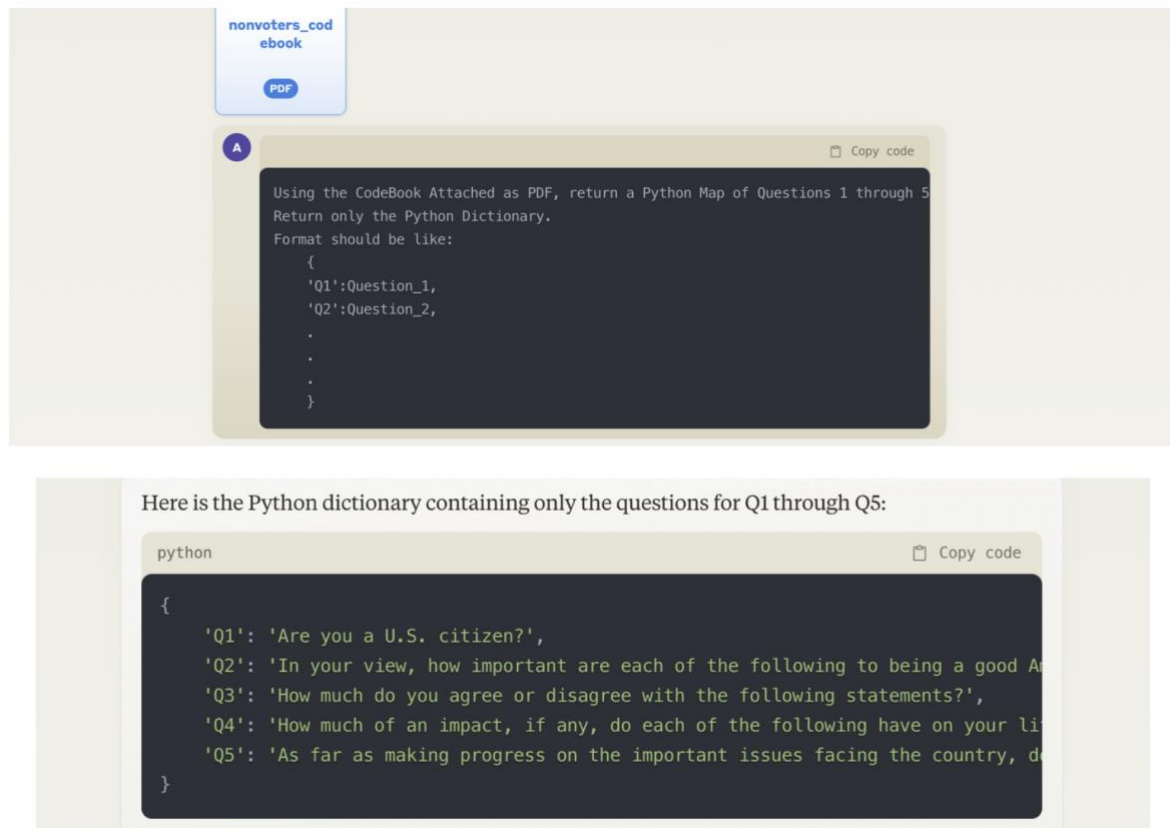 nonvoters_cod
ebook
PDF
A
Copy code
Using the CodeBook Attached as PDF, return a Python Map of Questions 1 through 5
Return only the Python Dictionary.
Format should be like:
{
'Q1':Question_1,
'Q2':Question_2,
.
.
.
}
Here is the Python dictionary containing only the questions for Q1 through Q5:
python Copy code
{
'Q1': 'Are you a U.S. citizen?',
'Q2': 'In your view, how important are each of the following to being a good
'Q3': 'How much do you agree or disagree with the following statements?',
'Q4': 'How much of an impact, if any, do each of the following have on your
'Q5': 'As far as making progress on the important issues facing the country,
}